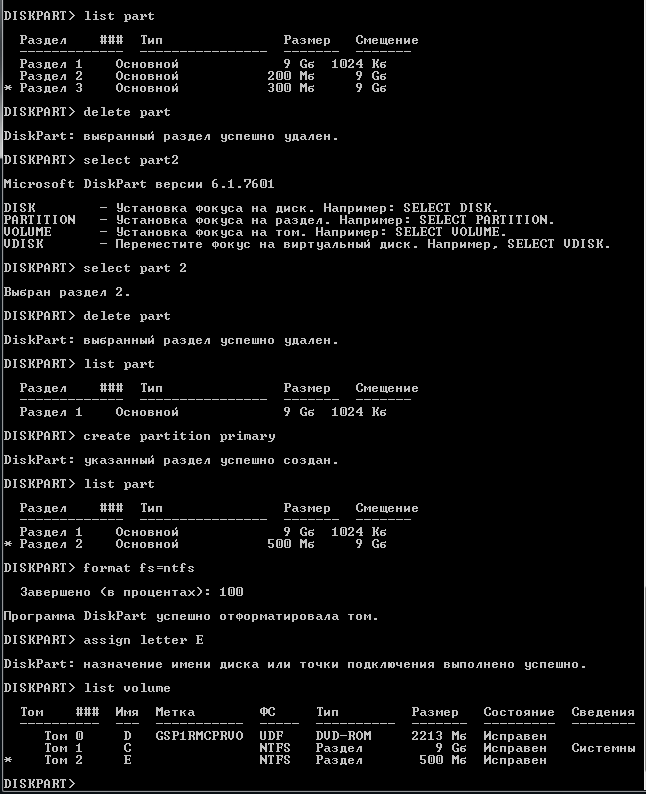 DISKPART> list part
Раздел ### Тип Размер Смещение
------------- ---------------- ------- -------
Раздел 1 Основной 9 Gб 1024 Kб
Раздел 2 Основной 200 Mб 9 Gб
* Раздел 3 Основной 300 Mб 9 Gб
DISKPART> delete part
DiskPart: выбранный раздел успешно удален.
DISKPART> select part2
Microsoft DiskPart версии 6.1.7601
DISK - Установка фокуса на диск. Например: SELECT DISK.
PARTITION - Установка фокуса на раздел. Например: SELECT PARTITION.
VOLUME - Установка фокуса на том. Например: SELECT VOLUME.
VDISK - Переместите фокус на виртуальный диск. Например, SELECT VDISK.
DISKPART> select part 2
Выбран раздел 2.
DISKPART> delete part
DiskPart: выбранный раздел успешно удален.
DISKPART> list part
Раздел ### Тип Размер Смещение
------------- ---------------- ------- -------
Раздел 1 Основной 9 Gб 1024 Kб
DISKPART> create partition primary
DiskPart: указанный раздел успешно создан.
DISKPART> list part
Раздел ### Тип Размер Смещение
------------- ---------------- ------- -------
Раздел 1 Основной 9 Gб 1024 Kб
* Раздел 2 Основной 500 Mб 9 Gб
DISKPART> format fs=ntfs
Завершено (в процентах): 100
Программа DiskPart успешно отформатировала том.
DISKPART> assign letter E
DiskPart: назначение имени диска или точки подключения выполнено успешно.
DISKPART> list volume
Том ### Имя Метка ФС Тип Размер Состояние Сведения
---------- --- ----------- ----- ---------- ------- --------- --------
Том 0 D GSP1RMCPRVO UDF DVD-ROM 2213 Mб Исправен
Том 1 C NTFS Раздел 9 Gб Исправен Системны
* Том 2 E NTFS Раздел 500 Mб Исправен
DISKPART>